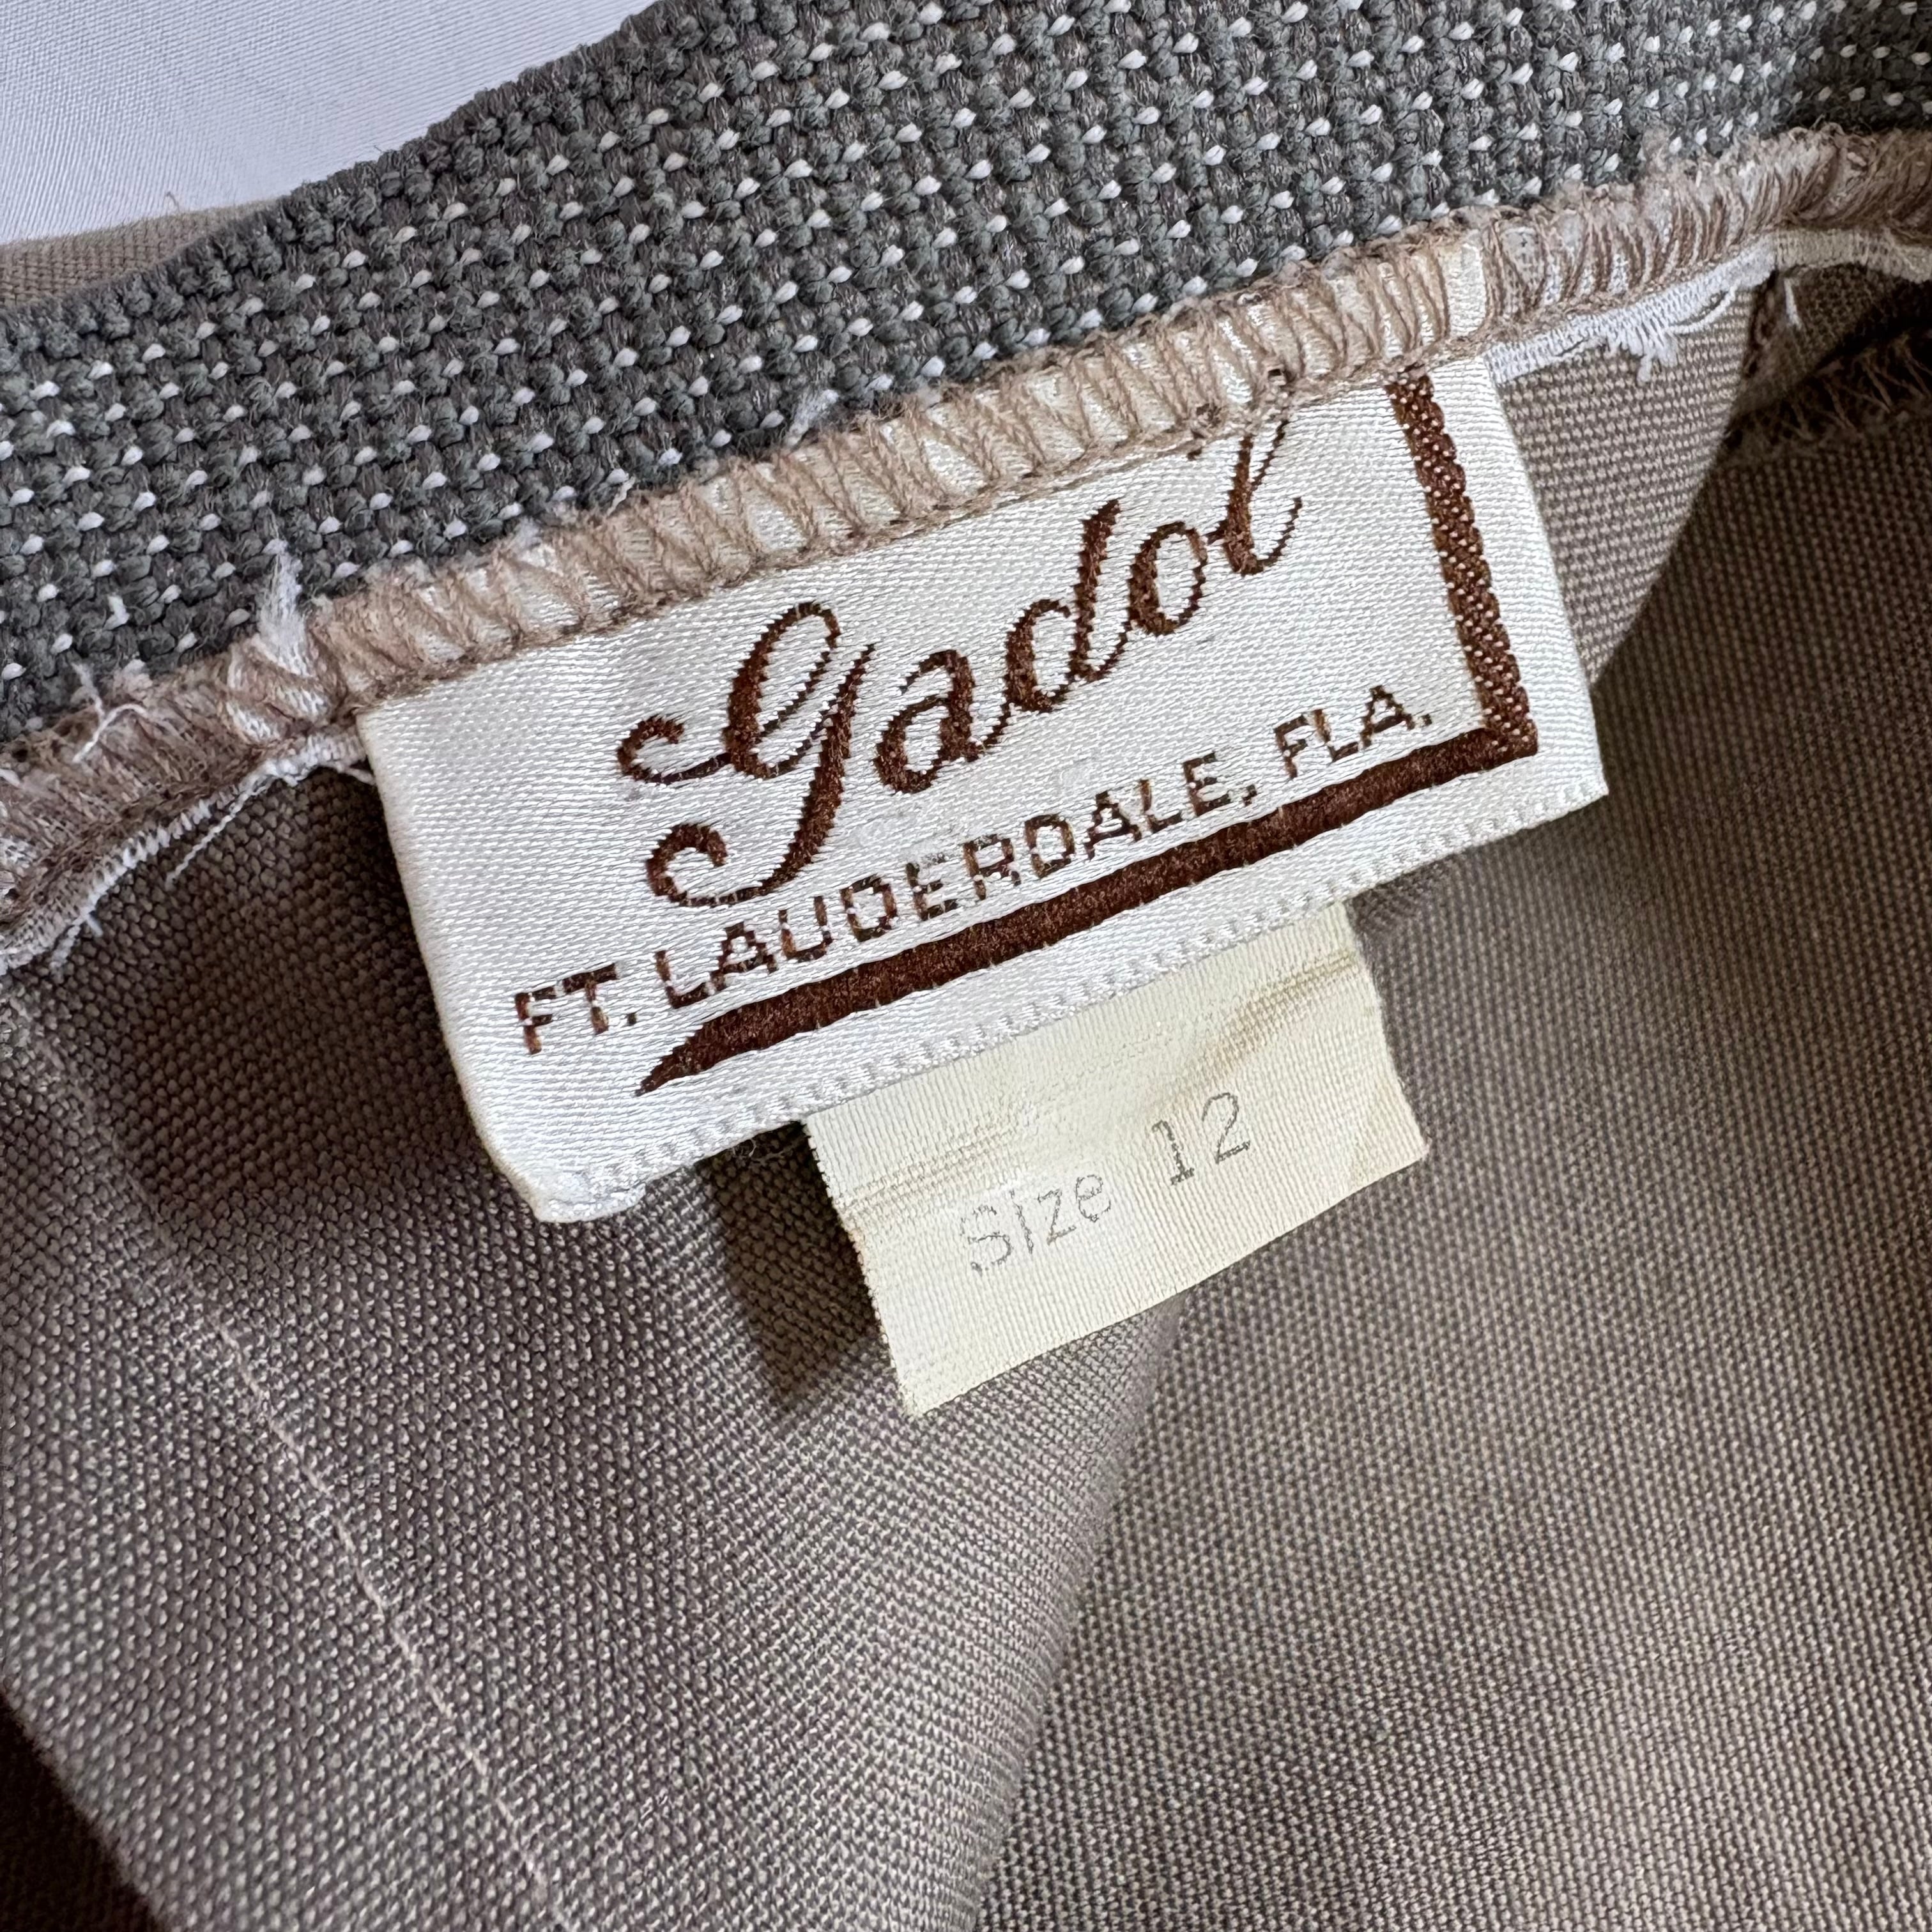 Gadol
FT. LAUDERDALE, FLA.
Size 12